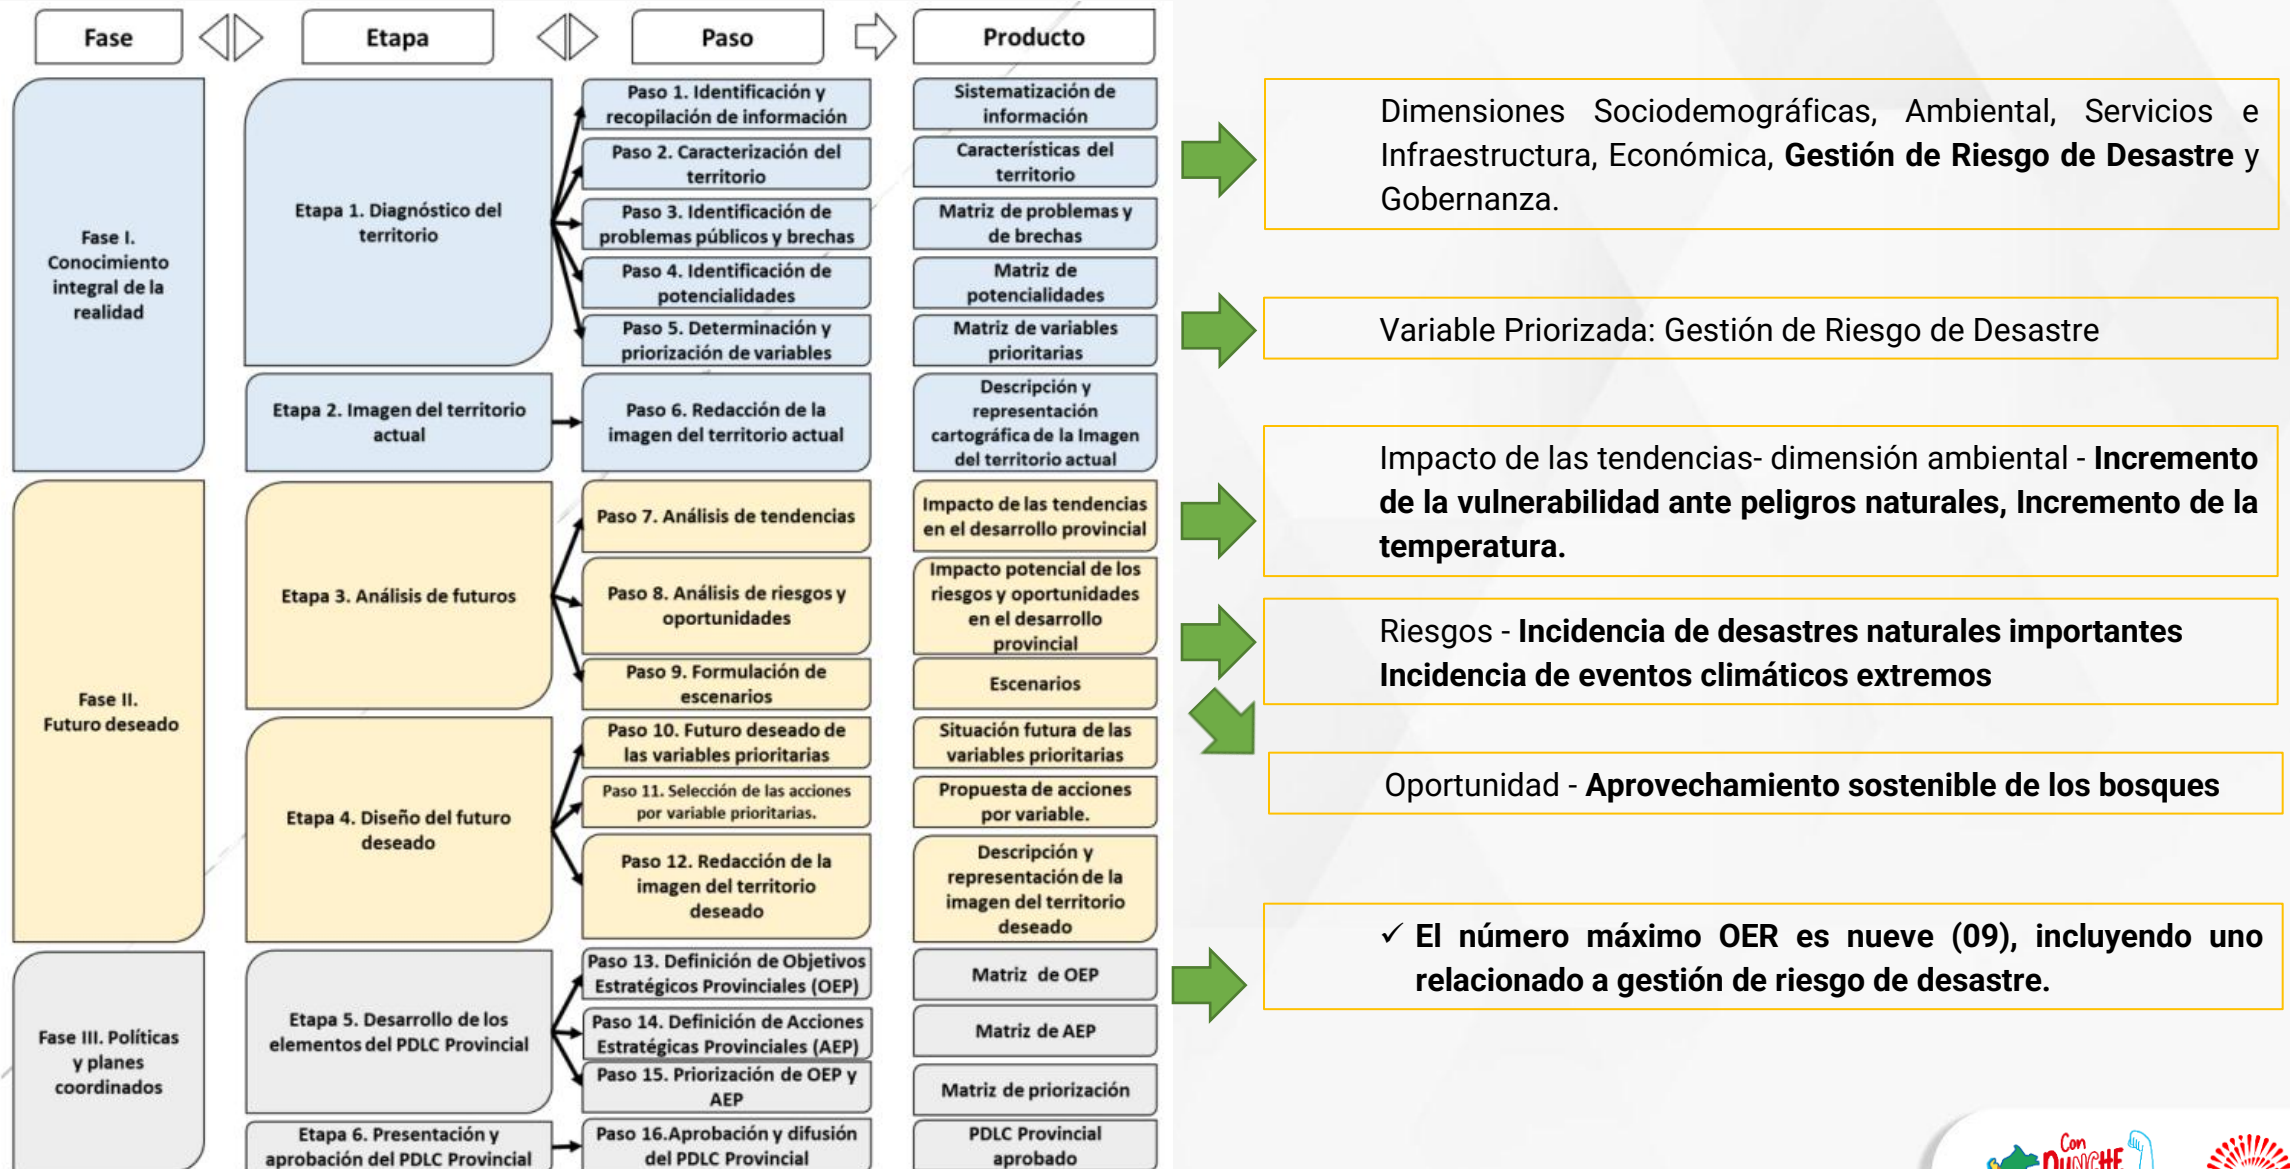 Fase
Etapa
Paso
Producto
Fase I.
Conocimiento
integral de la
realidad
Etapa 1. Diagnóstico del
territorio
Paso 1. Identificación y
recopilación de información
Sistematización de
información
Paso 2. Caracterización del
territorio
Características del
territorio
Paso 3. Identificación de
problemas públicos y brechas
Matriz de problemas y
de brechas
Paso 4. Identificación de
potencialidades
Matriz de
potencialidades
Paso 5. Determinación y
priorización de variables
Matriz de variables
prioritarias
Etapa 2. Imagen del territorio
actual
Paso 6. Redacción de la
imagen del territorio actual
Descripción y
representación
cartográfica de la Imagen
del territorio actual
Fase II.
Futuro deseado
Etapa 3. Análisis de futuros
Paso 7. Análisis de tendencias
Impacto de las tendencias
en el desarrollo provincial
Paso 8. Análisis de riesgos y
oportunidades
Impacto potencial de los
riesgos y oportunidades
en el desarrollo
provincial
Paso 9. Formulación de
escenarios
Escenarios
Etapa 4. Diseño del futuro
deseado
Paso 10. Futuro deseado de
las variables prioritarias
Situación futura de las
variables prioritarias
Paso 11. Selección de las acciones
por variable prioritarias.
Propuesta de acciones
por variable.
Paso 12. Redacción de la
imagen del territorio
deseado
Descripción y
representación de la
imagen del territorio
deseado
Fase III. Políticas
y planes
coordinados
Etapa 5. Desarrollo de los
elementos del PDLC Provincial
Paso 13. Definición de Objetivos
Estratégicos Provinciales (OEP)
Matriz de OEP
Paso 14. Definición de Acciones
Estratégicas Provinciales (AEP)
Matriz de AEP
Paso 15. Priorización de OEP y
AEP
Matriz de priorización
Etapa 6. Presentación y
aprobación del PDLC Provincial
Paso 16.Aprobación y difusión
del PDLC Provincial
PDLC Provincial
aprobado
Dimensiones Sociodemográficas, Ambiental, Servicios e
Infraestructura, Económica, Gestión de Riesgo de Desastre y
Gobernanza.
Variable Priorizada: Gestión de Riesgo de Desastre
Impacto de las tendencias- dimensión ambiental - Incremento
de la vulnerabilidad ante peligros naturales, Incremento de la
temperatura.
Riesgos - Incidencia de desastres naturales importantes
Incidencia de eventos climáticos extremos
Oportunidad - Aprovechamiento sostenible de los bosques
✓ El número máximo OER es nueve (09), incluyendo uno
relacionado a gestión de riesgo de desastre.
Con